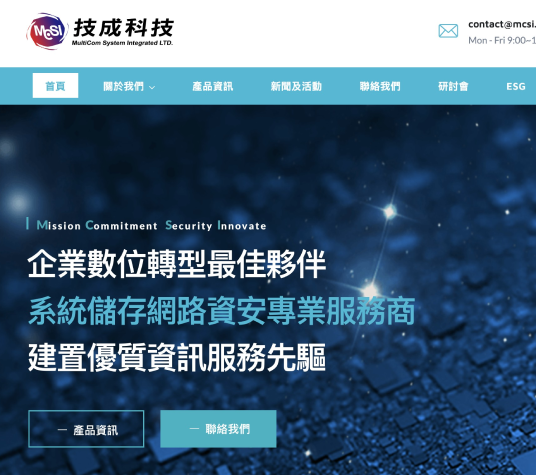 MCSI 技成科技
MultiCom System Integrated LTD.
contact@mcsi.
Mon - Fri 9:00~1
首頁 關於我們 產品資訊 新聞及活動 聯絡我們 研討會 ESG
Mission Commitment Security Innovate
企業數位轉型最佳夥伴
系統儲存網路資安專業服務商
建置優質資訊服務先驅
— 產品資訊 — 聯絡我們